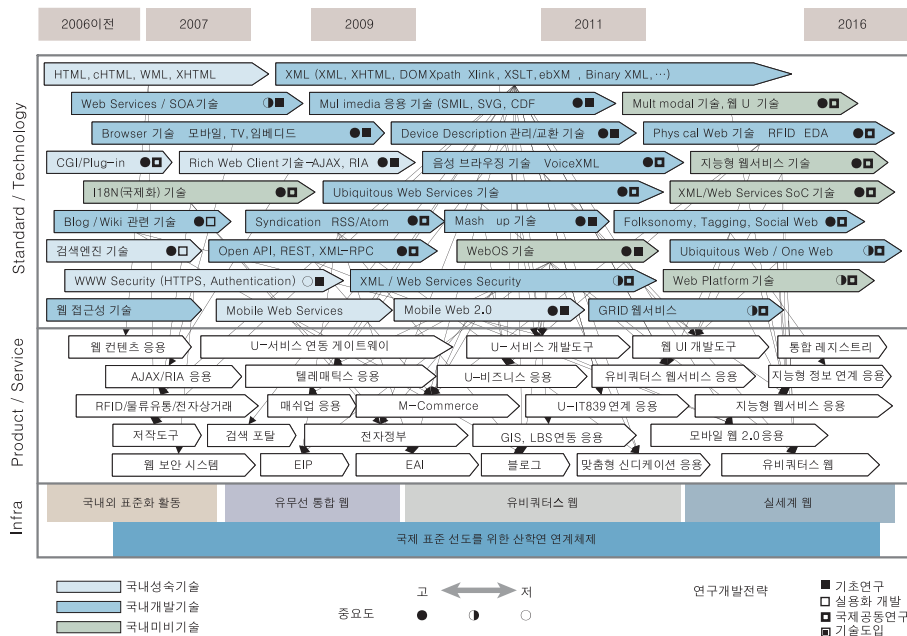 2006이전 2007 2009 2011 2016
Standard / Technology
HTML, cHTML, WML, XHTML XML (XML, XHTML, DOMXpath Xlink, XSLT, ebXM , Binary XML, …)
Web Services / SOA기술 Mul imedia 응용 기술 (SMIL, SVG, CDF Mult modal 기술, 웹 U 기술
Browser 기술 모바일, TV, 임베디드 Device Description 관리/교환 기술 Phys cal Web 기술 RFID EDA
CGI/Plug-in Rich Web Client 기술-AJAX, RIA 음성 브라우징 기술 VoiceXML 지능형 웹서비스 기술
I18N(국제화) 기술 Ubiquitous Web Services 기술 XML/Web Services SoC 기술
Blog / Wiki 관련 기술 Syndication RSS/Atom Mash up 기술 Folksonomy, Tagging, Social Web
검색엔진 기술 Open API, REST, XML-RPC WebOS 기술 Ubiquitous Web / One Web
WWW Security (HTTPS, Authentication) XML / Web Services Security Web Platform 기술
웹 접근성 기술 Mobile Web Services Mobile Web 2.0 GRID 웹서비스
Product / Service
웹 컨텐츠 응용 U-서비스 연동 게이트웨이 U-서비스 개발도구 웹 UI 개발도구 통합 레지스트리
AJAX/RIA 응용 텔레매틱스 응용 U-비즈니스 응용 유비쿼터스 웹서비스 응용 지능형 정보 연계 응용
RFID/물류유통/전자상거래 매쉬업 응용 M-Commerce U-IT839 연계 응용 지능형 웹서비스 응용
저작도구 검색 포탈 전자정부 GIS, LBS연동 응용 모바일 웹 2.0응용
웹 보안 시스템 EIP EAI 블로그 맞춤형 신디케이션 응용 유비쿼터스 웹
Infra
국내외 표준화 활동 유무선 통합 웹 유비쿼터스 웹 실세계 웹
국제 표준 선도를 위한 산학연 연계체제
국내성숙기술
국내개발기술
국내미비기술
고 저
중요도
연구개발전략
기초연구
실용화 개발
국제공동연구
기술도입